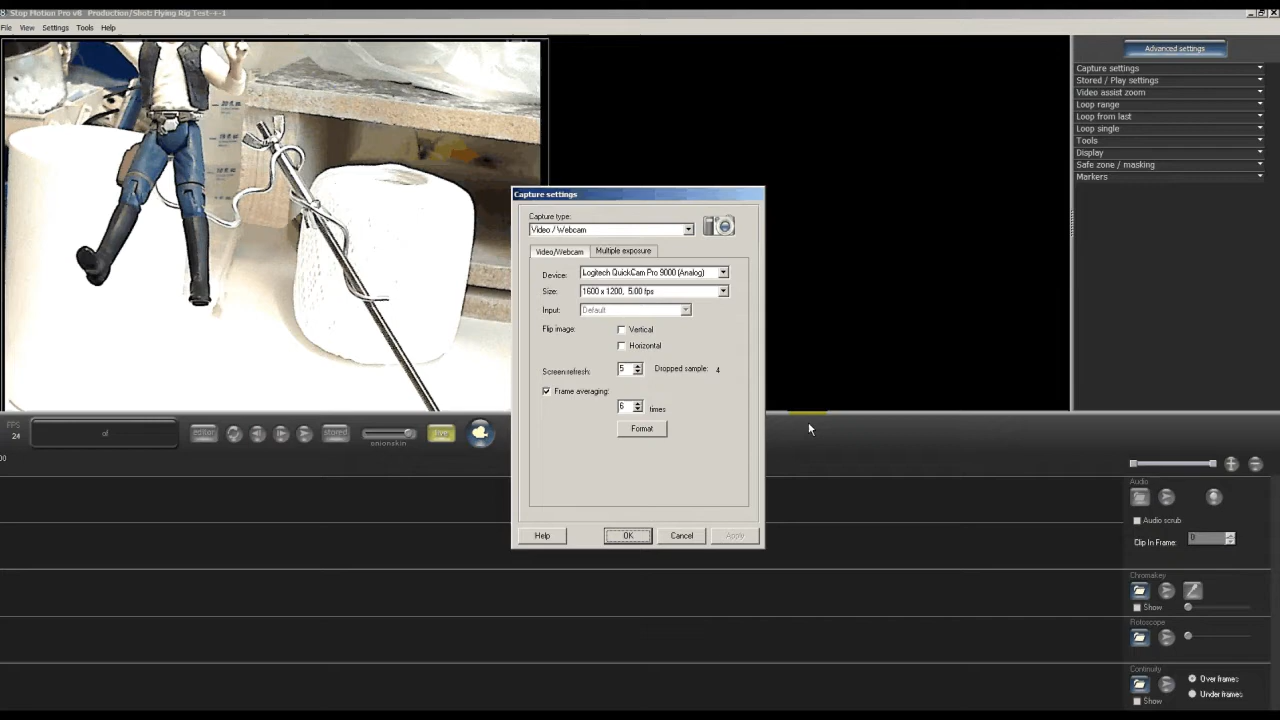 Stop Motion Pro v6 Production/Shot: Flying Rig Test-4-1
File View Settings Tools Help
Advanced settings
Capture settings
Stored / Play settings
Video assist zoom
Loop range
Loop from last
Loop single
Tools
Display
Safe zone / masking
Markers
Capture settings
Capture type:
Video / Webcam
Video/Webcam Multiple exposure
Device: Logitech QuickCam Pro 9000 (Analog)
Size: 1600 x 1200, 5.00 fps
Input: Default
Flip image: Vertical
Horizontal
Screen refresh: 5 Dropped sample: 4
Frame averaging:
6 times
Format
Help OK Cancel Apply
FPS
24
of
editor
stored
onionskin
live
00
Audio
Audio scrub
Clip In Frame: 0
Chromakey
Show
Rotoscope
Continuity
Over frames
Under frames
Show